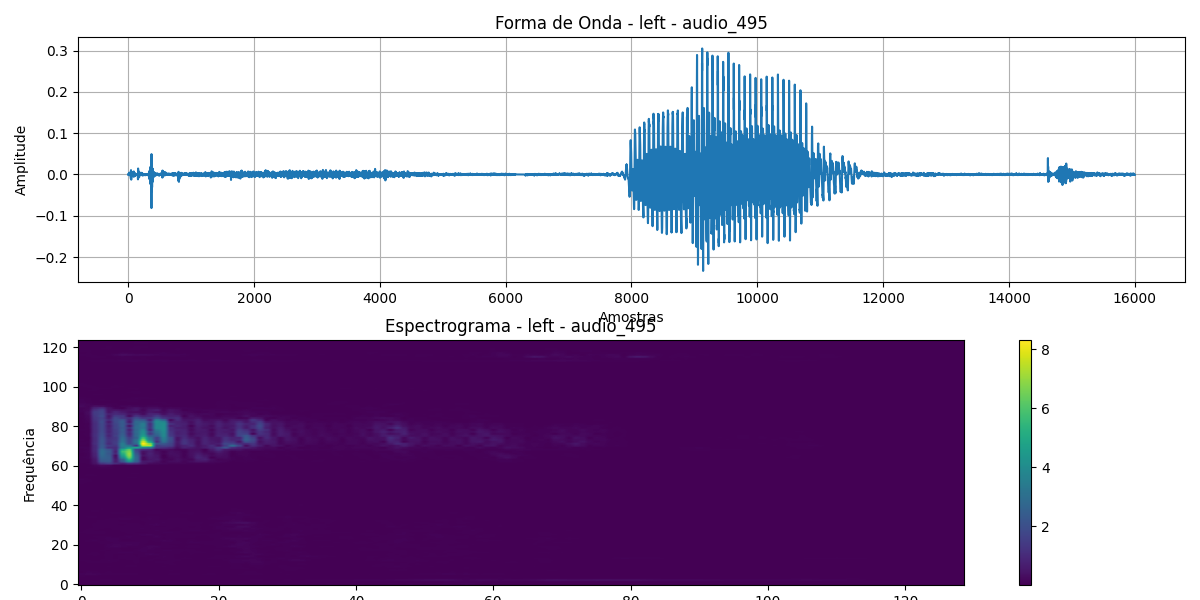 Forma de Onda - left - audio_495
Amplitude
0.3
0.2
0.1
0.0
−0.1
−0.2
0 2000 4000 6000 8000 10000 12000 14000 16000
Amostras
Espectrograma - left - audio_495
Frequência
120
100
80
60
40
20
0
0 20 40 60 80 100 120
8
6
4
2